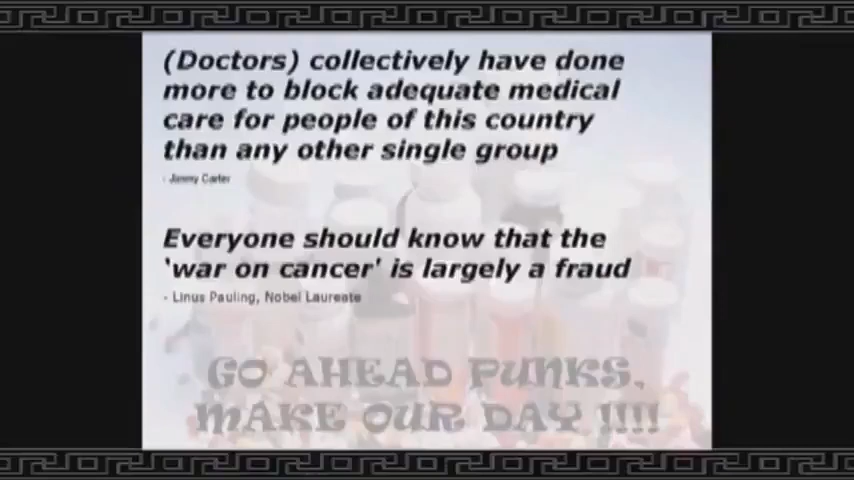 (Doctors) collectively have done
more to block adequate medical
care for people of this country
than any other single group
- Jimmy Carter
Everyone should know that the
'war on cancer' is largely a fraud
- Linus Pauling, Nobel Laureate
GO AHEAD PUNKS,
MAKE OUR DAY !!!!